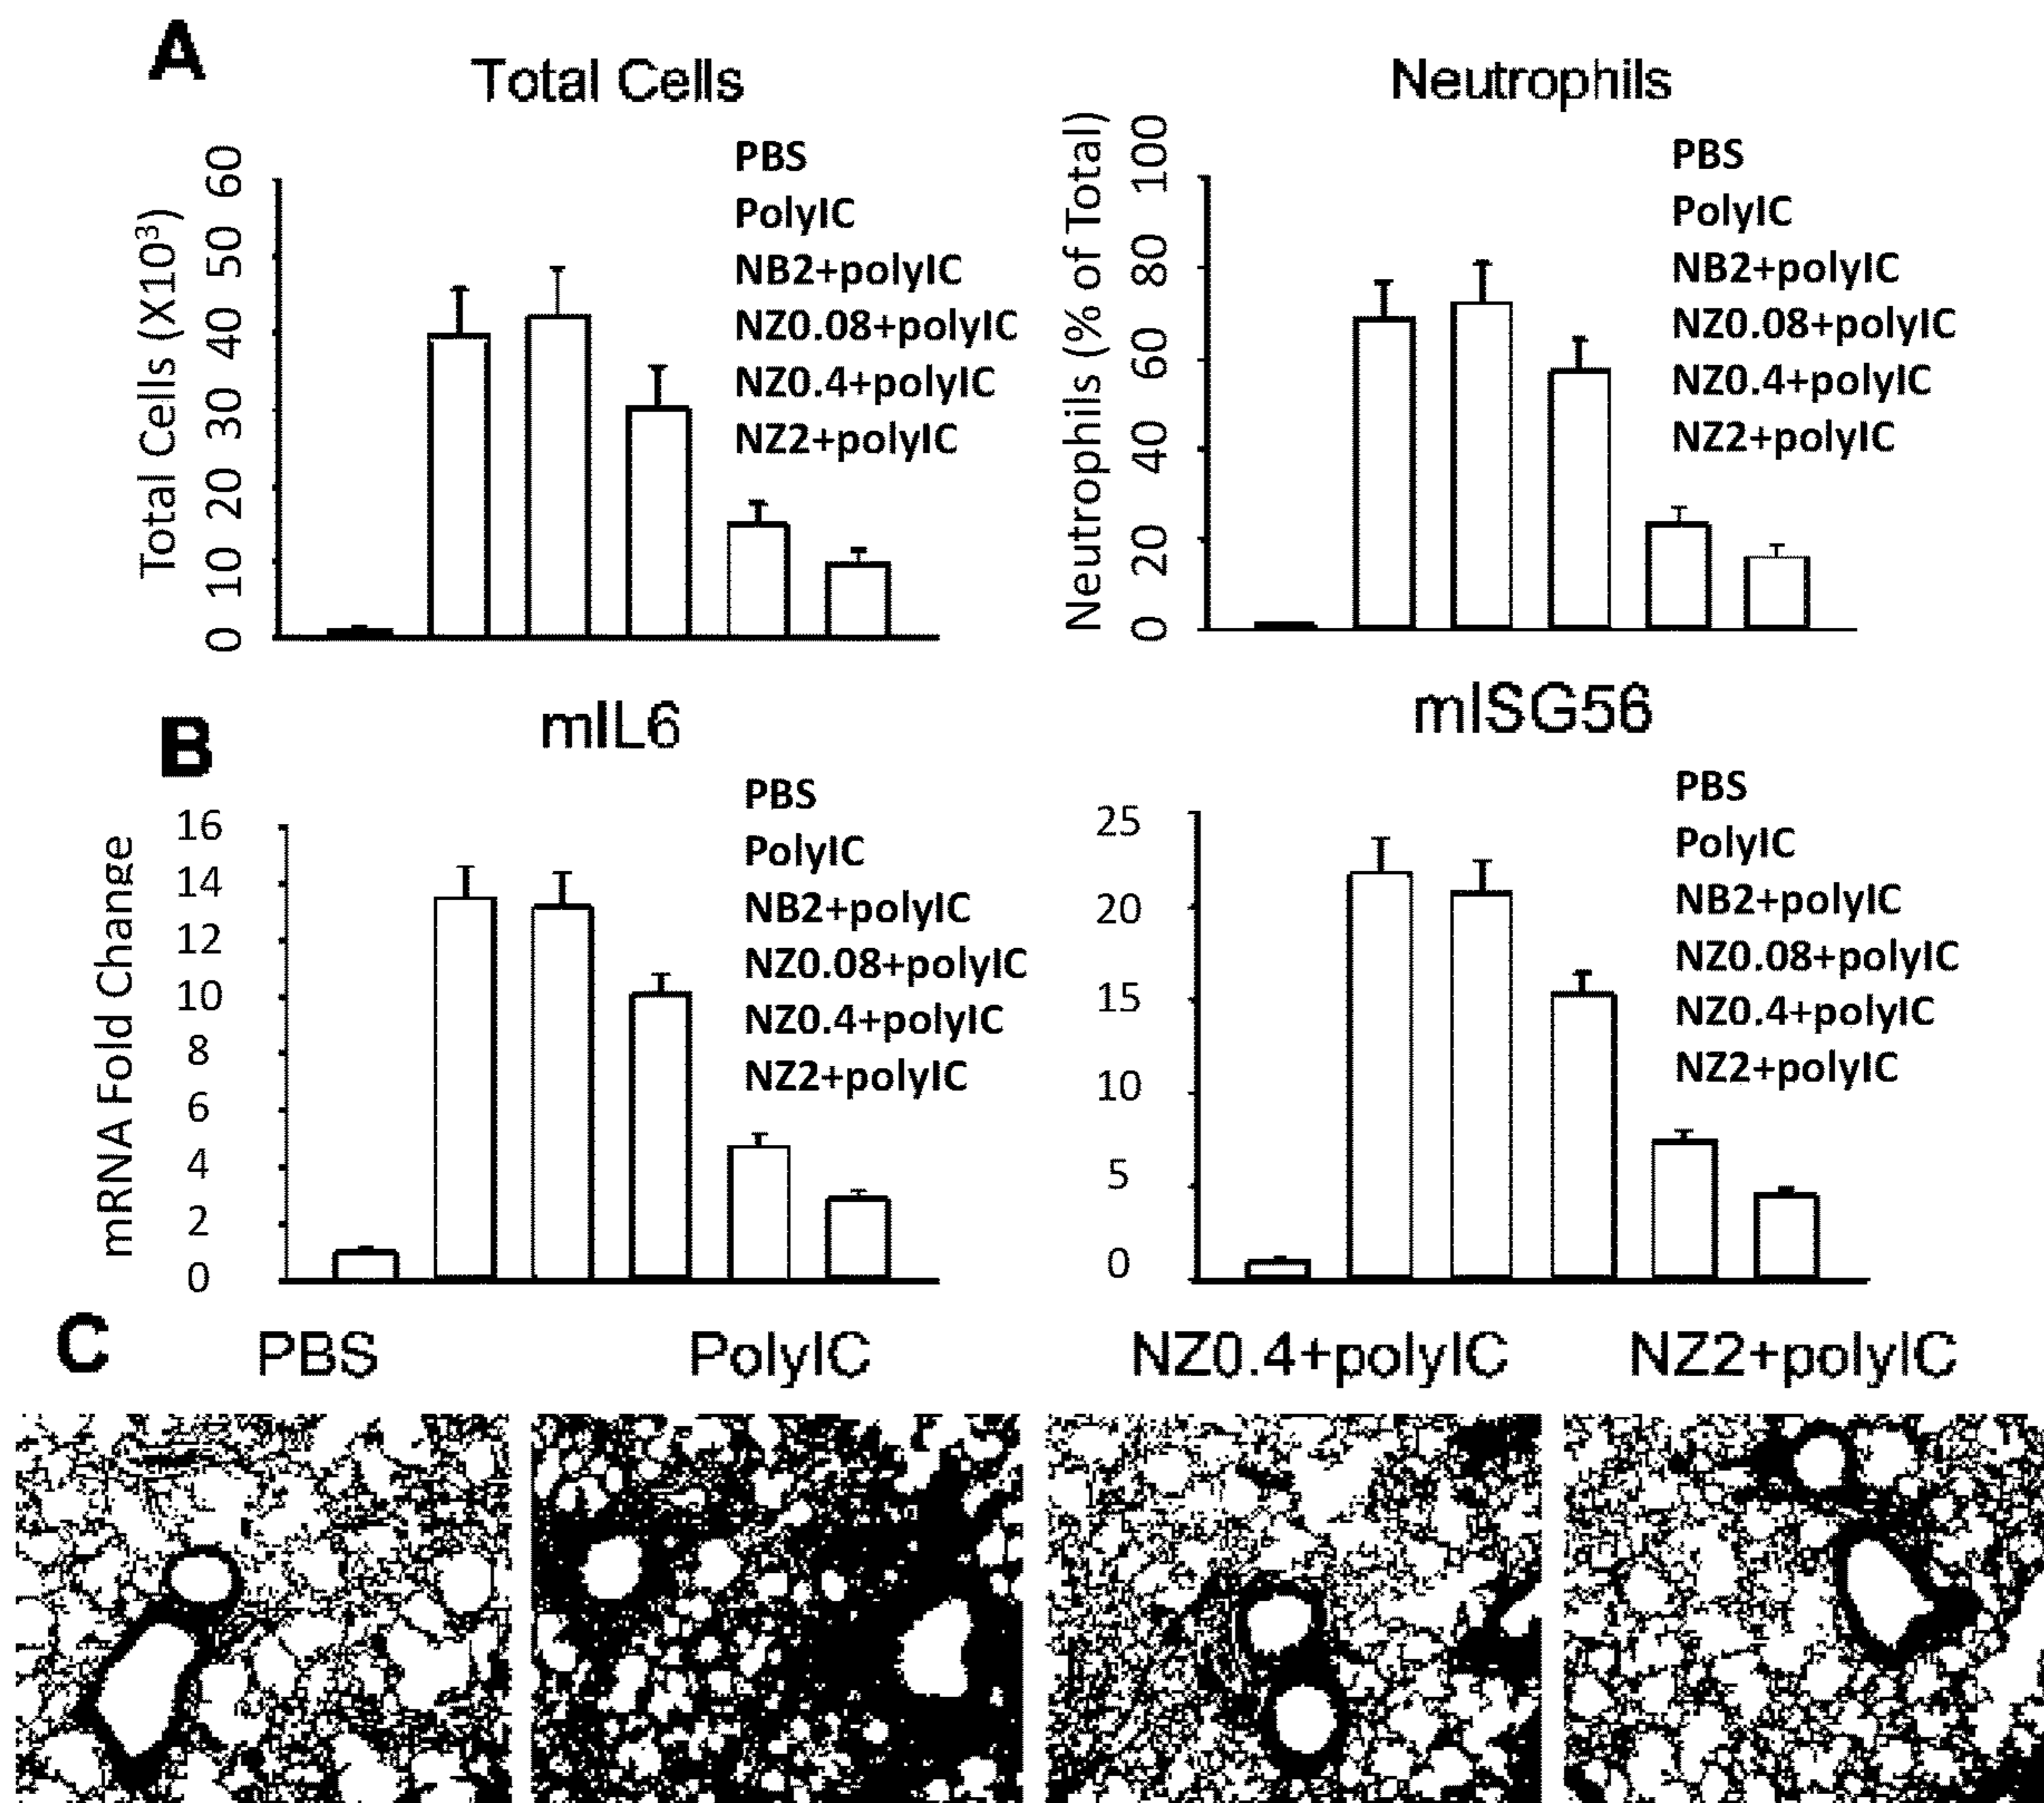 A
Total Cells
Total Cells (X10³)
60
50
40
30
20
10
0
PBS
PolyIC
NB2+polyIC
NZ0.08+polyIC
NZ0.4+polyIC
NZ2+polyIC
Neutrophils
Neutrophils (% of Total)
100
80
60
40
20
0
PBS
PolyIC
NB2+polyIC
NZ0.08+polyIC
NZ0.4+polyIC
NZ2+polyIC
B
mIL6
mRNA Fold Change
16
14
12
10
8
6
4
2
0
PBS
PolyIC
NB2+polyIC
NZ0.08+polyIC
NZ0.4+polyIC
NZ2+polyIC
mISG56
25
20
15
10
5
0
PBS
PolyIC
NB2+polyIC
NZ0.08+polyIC
NZ0.4+polyIC
NZ2+polyIC
C
PBS
PolyIC
NZ0.4+polyIC
NZ2+polyIC